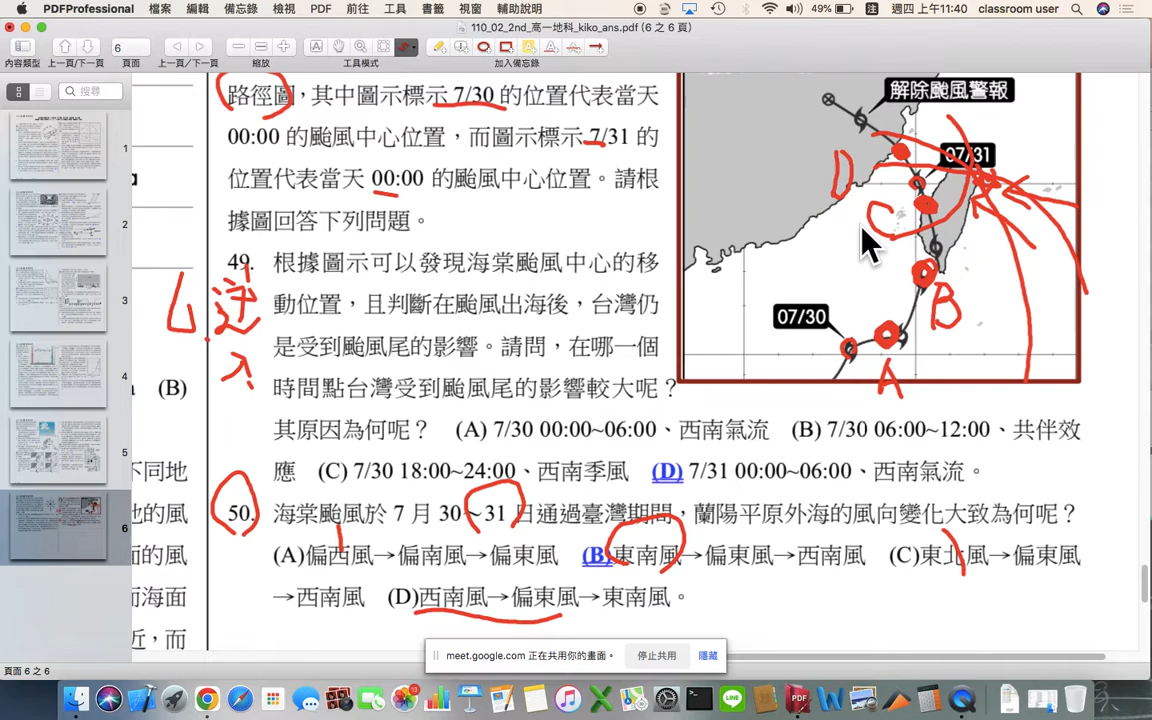 PDFProfessional 檔案 編輯 備忘錄 檢視 PDF 前往 工具 書籤 視窗 輔助說明 49% 週四 上午11:40 classroom user
110_02_2nd_高一地科_kiko_ans.pdf (6 之 6 頁)
6
內容類型 上一頁/下一頁 頁面 上一頁/下一頁 縮放 工具模式 加入備忘錄
搜尋
1
2
3
4
5
6
路徑圖，其中圖示標示 7/30 的位置代表當天
00:00 的颱風中心位置，而圖示標示 7/31 的
位置代表當天 00:00 的颱風中心位置。請根
據圖回答下列問題。
解除颱風警報
07/31
07/30
A
B
C
D
49. 根據圖示可以發現海棠颱風中心的移
動位置，且判斷在颱風出海後，台灣仍
是受到颱風尾的影響。請問，在哪一個
時間點台灣受到颱風尾的影響較大呢？
其原因為何呢？ (A) 7/30 00:00~06:00、西南氣流 (B) 7/30 06:00~12:00、共伴效
應 (C) 7/30 18:00~24:00、西南季風 (D) 7/31 00:00~06:00、西南氣流。
50. 海棠颱風於 7 月 30～31 日通過臺灣期間，蘭陽平原外海的風向變化大致為何呢？
(A)偏西風→偏南風→偏東風 (B)東南風→偏東風→西南風 (C)東北風→偏東風
→西南風 (D)西南風→偏東風→東南風。
逆
入
(B)
不同地
他的風
面的風
而海面
近，而
meet.google.com 正在共用你的畫面。 停止共用 隱藏
頁面 6 之 6